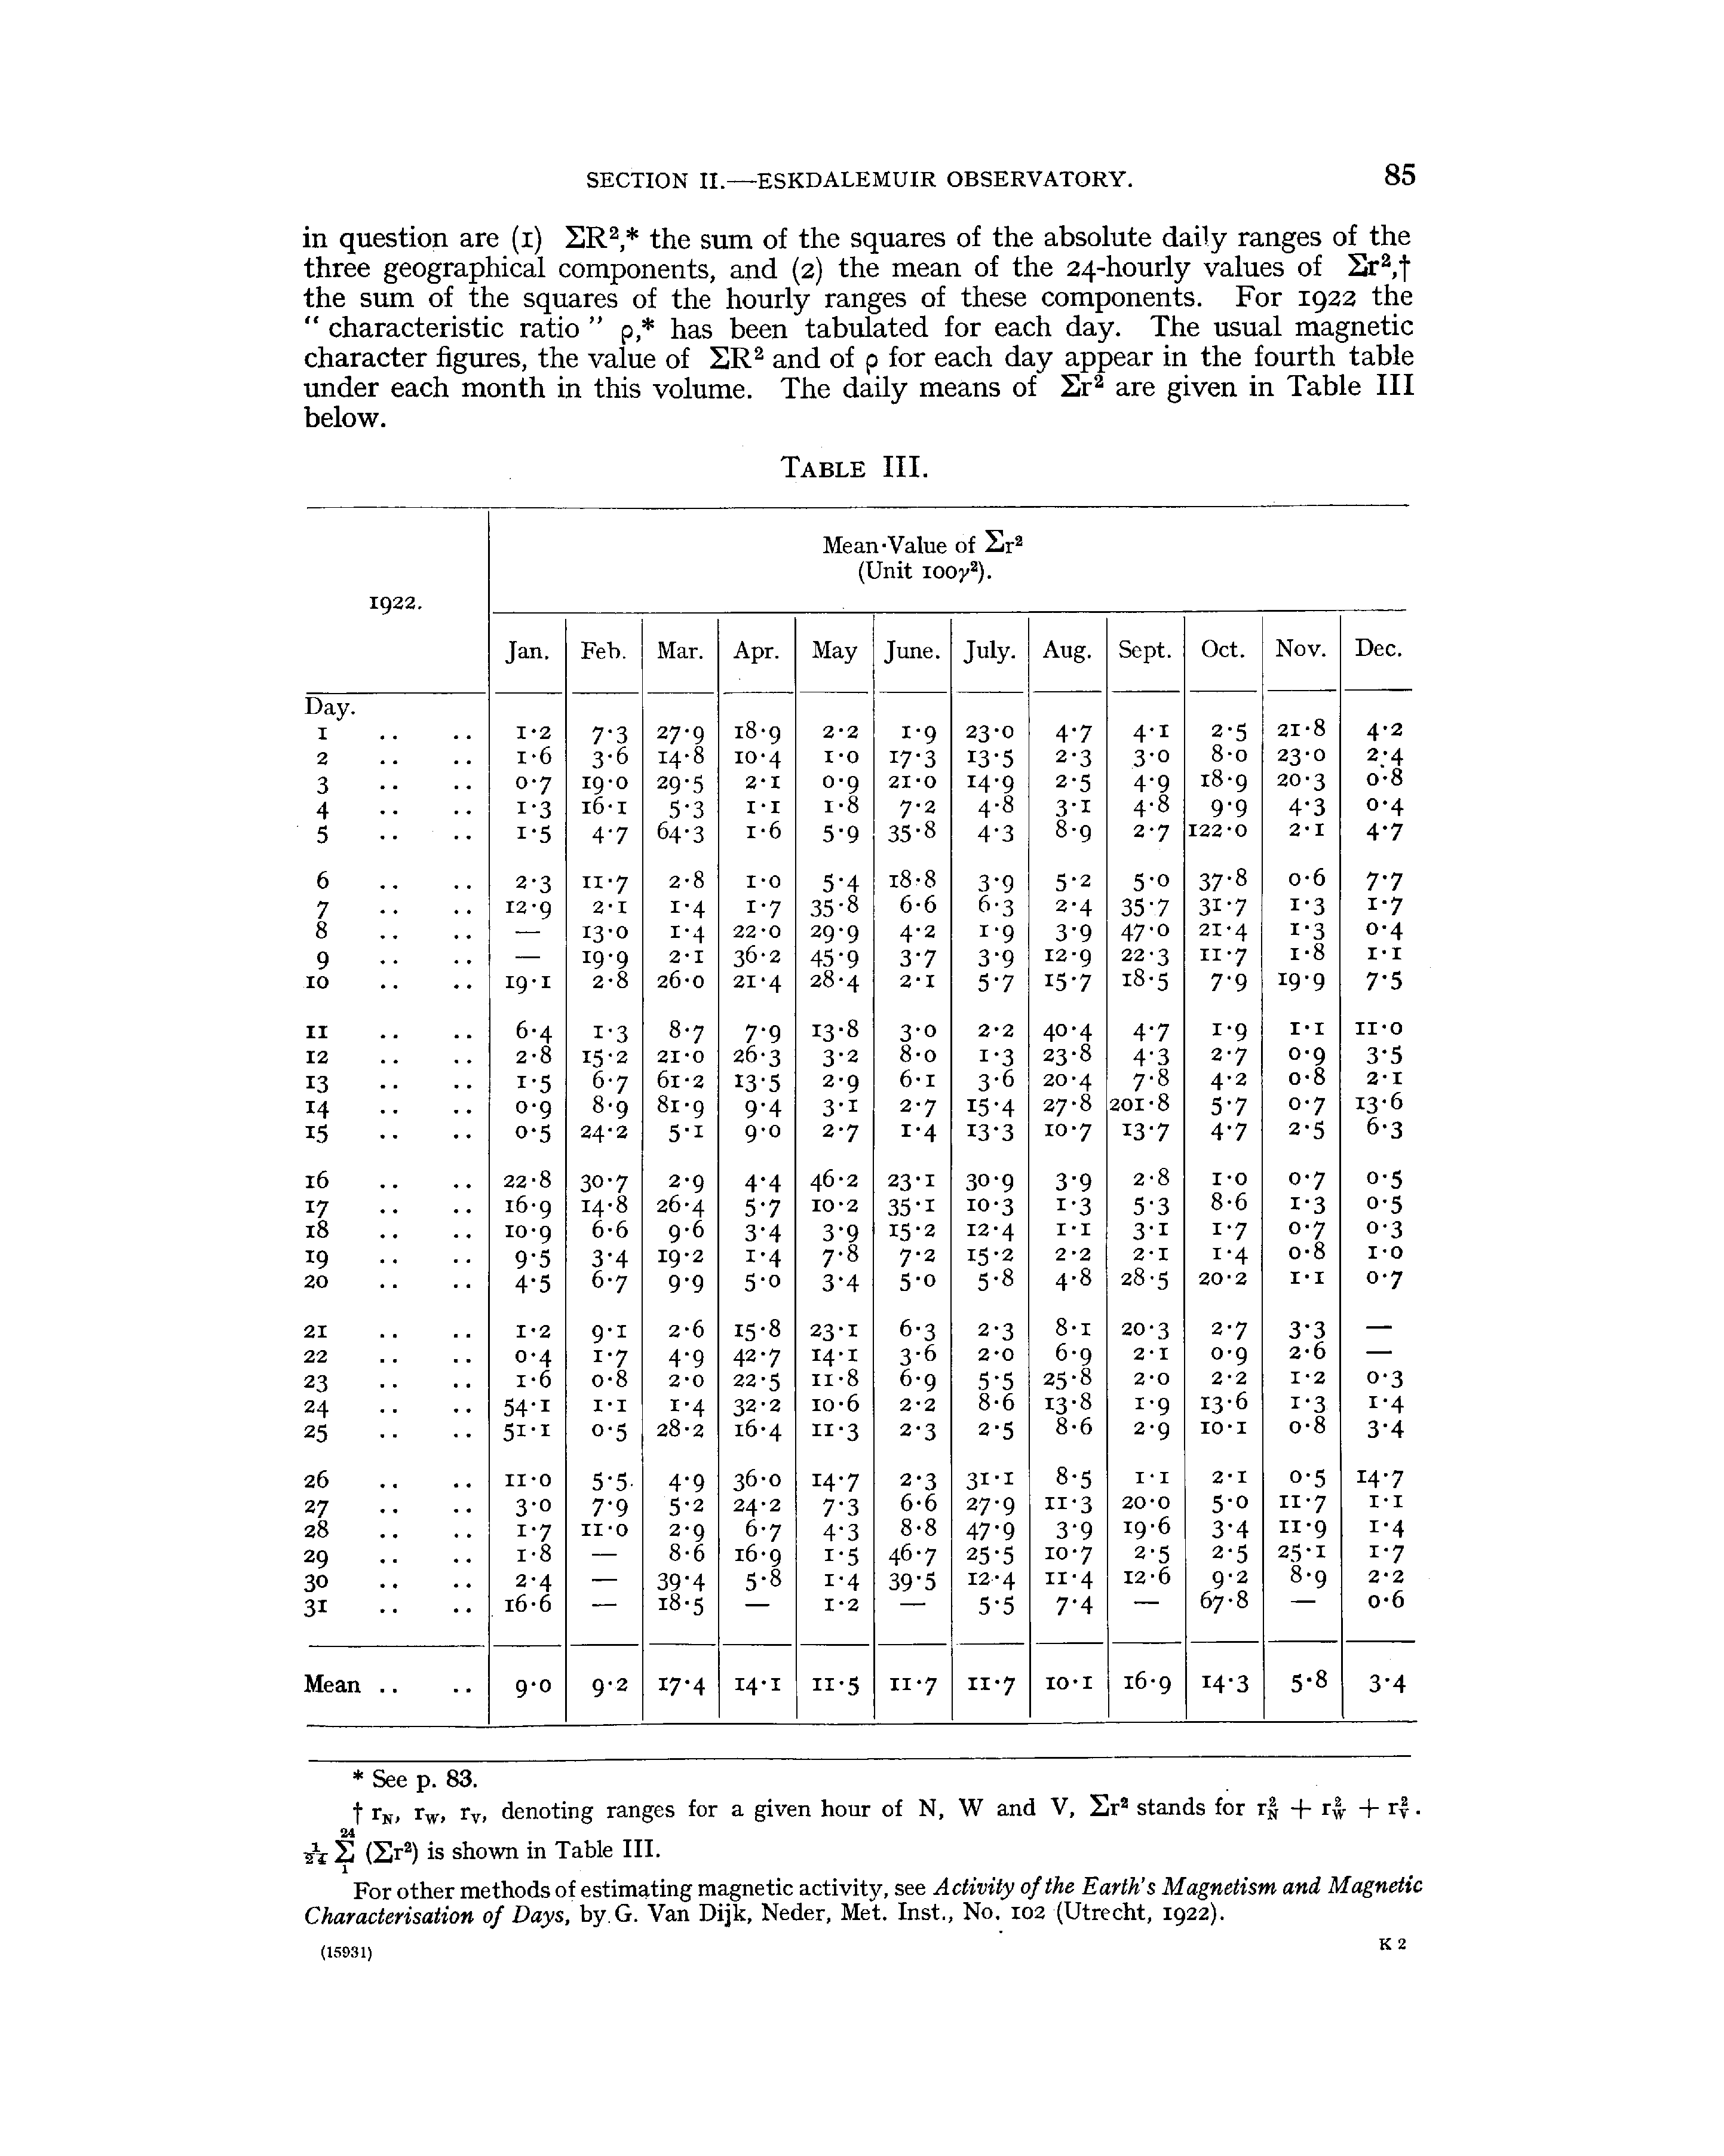 SECTION II.—ESKDALEMUIR OBSERVATORY. 85
in question are (1) ΣR²,* the sum of the squares of the absolute daily ranges of the
three geographical components, and (2) the mean of the 24-hourly values of Σr²,†
the sum of the squares of the hourly ranges of these components. For 1922 the
“ characteristic ratio ” ρ,* has been tabulated for each day. The usual magnetic
character figures, the value of ΣR² and of ρ for each day appear in the fourth table
under each month in this volume. The daily means of Σr² are given in Table III
below.
TABLE III.
Mean·Value of Σr²
(Unit 100γ²).
1922.
Jan. Feb. Mar. Apr. May June. July. Aug. Sept. Oct. Nov. Dec.
Day.
1 .. .. 1·2 7·3 27·9 18·9 2·2 1·9 23·0 4·7 4·1 2·5 21·8 4·2
2 .. .. 1·6 3·6 14·8 10·4 1·0 17·3 13·5 2·3 3·0 8·0 23·0 2·4
3 .. .. 0·7 19·0 29·5 2·1 0·9 21·0 14·9 2·5 4·9 18·9 20·3 0·8
4 .. .. 1·3 16·1 5·3 1·1 1·8 7·2 4·8 3·1 4·8 9·9 4·3 0·4
5 .. .. 1·5 4·7 64·3 1·6 5·9 35·8 4·3 8·9 2·7 122·0 2·1 4·7
6 .. .. 2·3 11·7 2·8 1·0 5·4 18·8 3·9 5·2 5·0 37·8 0·6 7·7
7 .. .. 12·9 2·1 1·4 1·7 35·8 6·6 6·3 2·4 35·7 31·7 1·3 1·7
8 .. .. — 13·0 1·4 22·0 29·9 4·2 1·9 3·9 47·0 21·4 1·3 0·4
9 .. .. — 19·9 2·1 36·2 45·9 3·7 3·9 12·9 22·3 11·7 1·8 1·1
10 .. .. 19·1 2·8 26·0 21·4 28·4 2·1 5·7 15·7 18·5 7·9 19·9 7·5
11 .. .. 6·4 1·3 8·7 7·9 13·8 3·0 2·2 40·4 4·7 1·9 1·1 11·0
12 .. .. 2·8 15·2 21·0 26·3 3·2 8·0 1·3 23·8 4·3 2·7 0·9 3·5
13 .. .. 1·5 6·7 61·2 13·5 2·9 6·1 3·6 20·4 7·8 4·2 0·8 2·1
14 .. .. 0·9 8·9 81·9 9·4 3·1 2·7 15·4 27·8 201·8 5·7 0·7 13·6
15 .. .. 0·5 24·2 5·1 9·0 2·7 1·4 13·3 10·7 13·7 4·7 2·5 6·3
16 .. .. 22·8 30·7 2·9 4·4 46·2 23·1 30·9 3·9 2·8 1·0 0·7 0·5
17 .. .. 16·9 14·8 26·4 5·7 10·2 35·1 10·3 1·3 5·3 8·6 1·3 0·5
18 .. .. 10·9 6·6 9·6 3·4 3·9 15·2 12·4 1·1 3·1 1·7 0·7 0·3
19 .. .. 9·5 3·4 19·2 1·4 7·8 7·2 15·2 2·2 2·1 1·4 0·8 1·0
20 .. .. 4·5 6·7 9·9 5·0 3·4 5·0 5·8 4·8 28·5 20·2 1·1 0·7
21 .. .. 1·2 9·1 2·6 15·8 23·1 6·3 2·3 8·1 20·3 2·7 3·3 —
22 .. .. 0·4 1·7 4·9 42·7 14·1 3·6 2·0 6·9 2·1 0·9 2·6 —
23 .. .. 1·6 0·8 2·0 22·5 11·8 6·9 5·5 25·8 2·0 2·2 1·2 0·3
24 .. .. 54·1 1·1 1·4 32·2 10·6 2·2 8·6 13·8 1·9 13·6 1·3 1·4
25 .. .. 51·1 0·5 28·2 16·4 11·3 2·3 2·5 8·6 2·9 10·1 0·8 3·4
26 .. .. 11·0 5·5 4·9 36·0 14·7 2·3 31·1 8·5 1·1 2·1 0·5 14·7
27 .. .. 3·0 7·9 5·2 24·2 7·3 6·6 27·9 11·3 20·0 5·0 11·7 1·1
28 .. .. 1·7 11·0 2·9 6·7 4·3 8·8 47·9 3·9 19·6 3·4 11·9 1·4
29 .. .. 1·8 — 8·6 16·9 1·5 46·7 25·5 10·7 2·5 2·5 25·1 1·7
30 .. .. 2·4 — 39·4 5·8 1·4 39·5 12·4 11·4 12·6 9·2 8·9 2·2
31 .. .. 16·6 — 18·5 — 1·2 — 5·5 7·4 — 67·8 — 0·6
Mean .. .. 9·0 9·2 17·4 14·1 11·5 11·7 11·7 10·1 16·9 14·3 5·8 3·4
* See p. 83.
† r_N, r_W, r_V, denoting ranges for a given hour of N, W and V, Σr² stands for r²_N + r²_W + r²_V.
1/24 Σ₁²⁴ (Σr²) is shown in Table III.
For other methods of estimating magnetic activity, see Activity of the Earth's Magnetism and Magnetic
Characterisation of Days, by G. Van Dijk, Neder, Met. Inst., No. 102 (Utrecht, 1922).
(15931) K 2